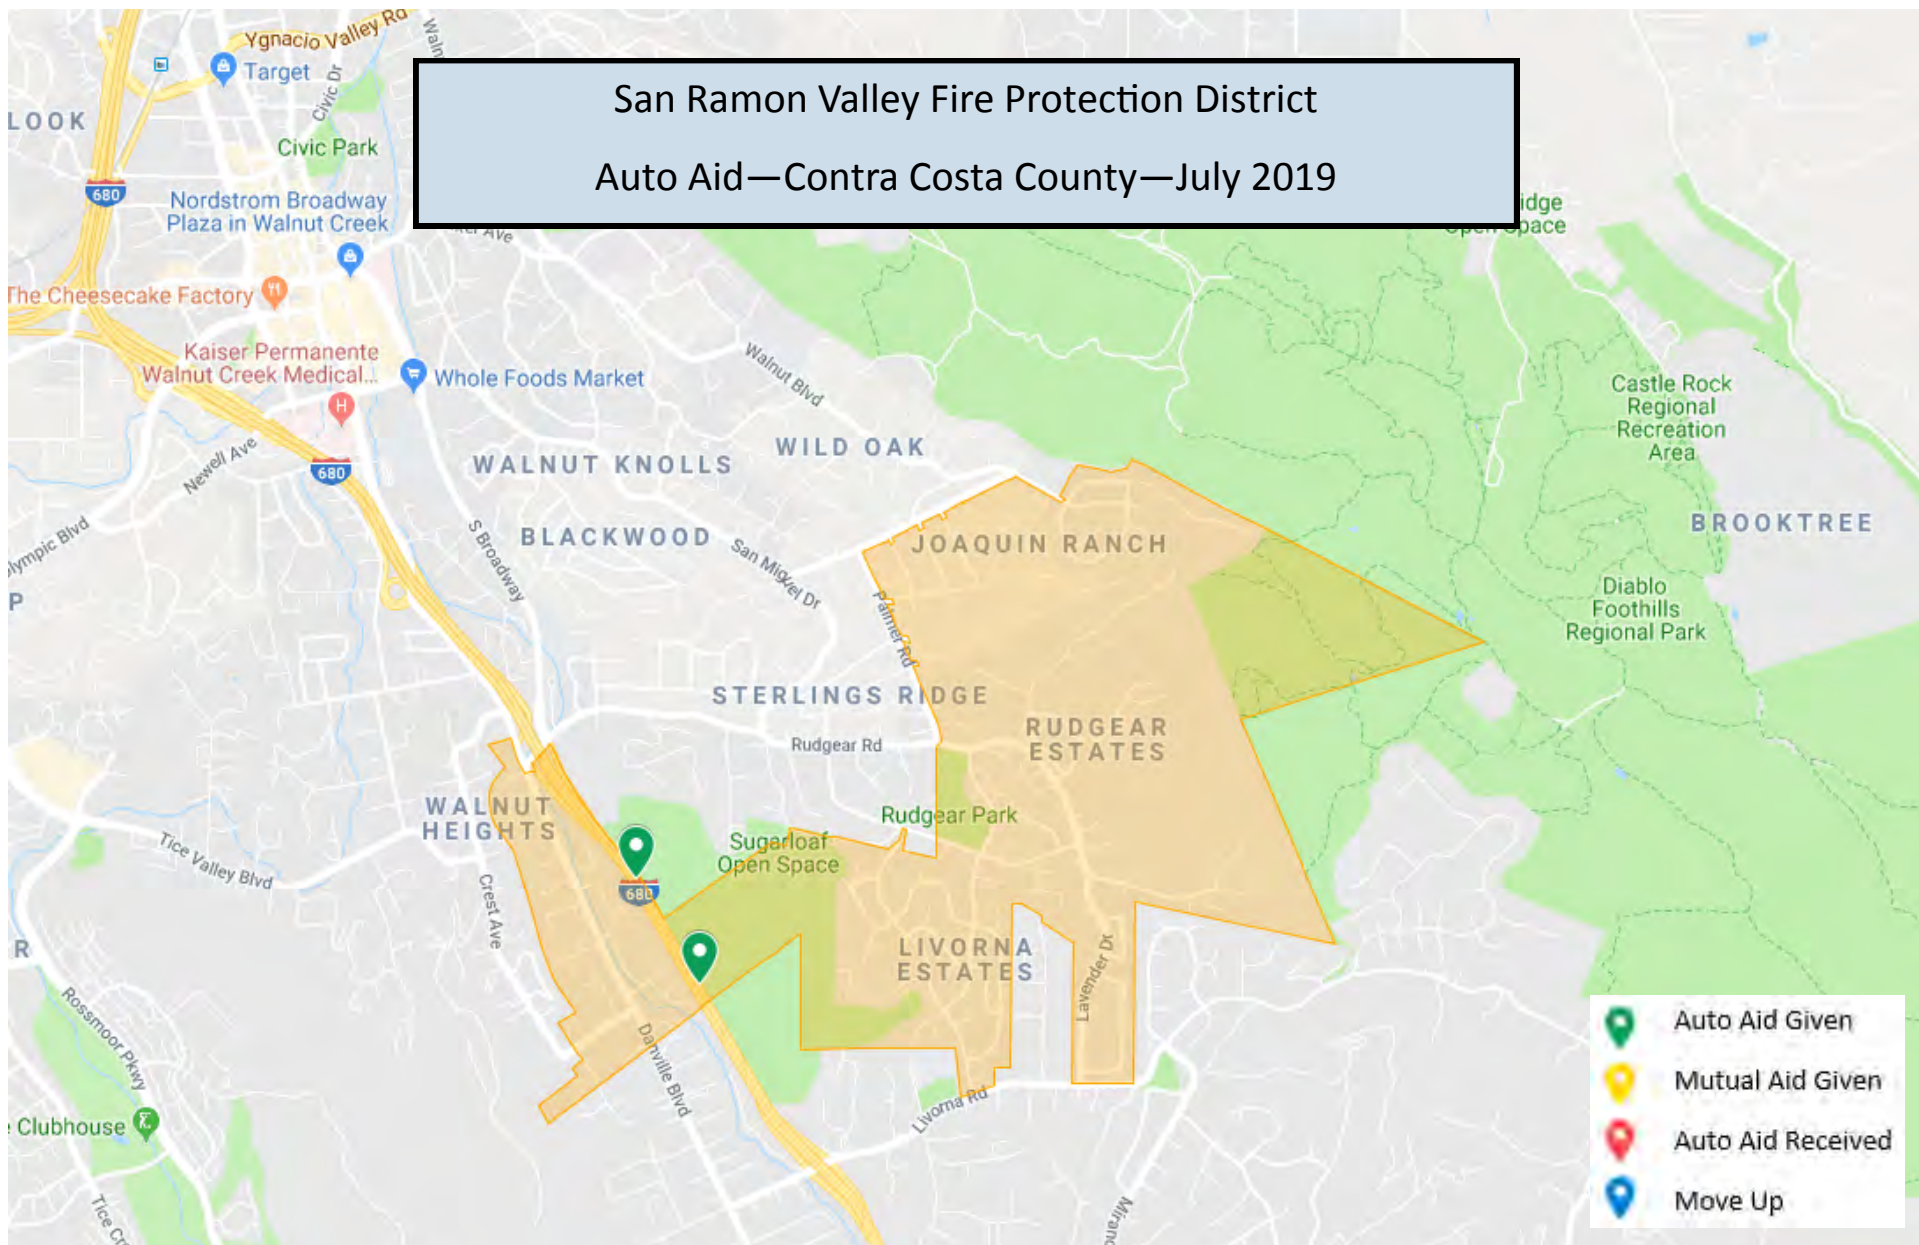 San Ramon Valley Fire Protection District
Auto Aid—Contra Costa County—July 2019
Ygnacio Valley Rd
Target
Civic Dr
LOOK
Civic Park
680
Nordstrom Broadway
Plaza in Walnut Creek
The Cheesecake Factory
Kaiser Permanente
Walnut Creek Medical...
H
Whole Foods Market
Newell Ave
680
Walnut Blvd
WILD OAK
WALNUT KNOLLS
BLACKWOOD
S Broadway
San Miguel Dr
JOAQUIN RANCH
Palmer Rd
Castle Rock
Regional
Recreation
Area
BROOKTREE
Diablo
Foothills
Regional Park
P
STERLINGS RIDGE
RUDGEAR
ESTATES
Rudgear Rd
WALNUT
HEIGHTS
Rudgear Park
Sugarloaf
Open Space
680
Tice Valley Blvd
Crest Ave
R
LIVORNA
ESTATES
Lavender Dr
Rossmoor Pkwy
Danville Blvd
Livorna Rd
Clubhouse
Auto Aid Given
Mutual Aid Given
Auto Aid Received
Move Up